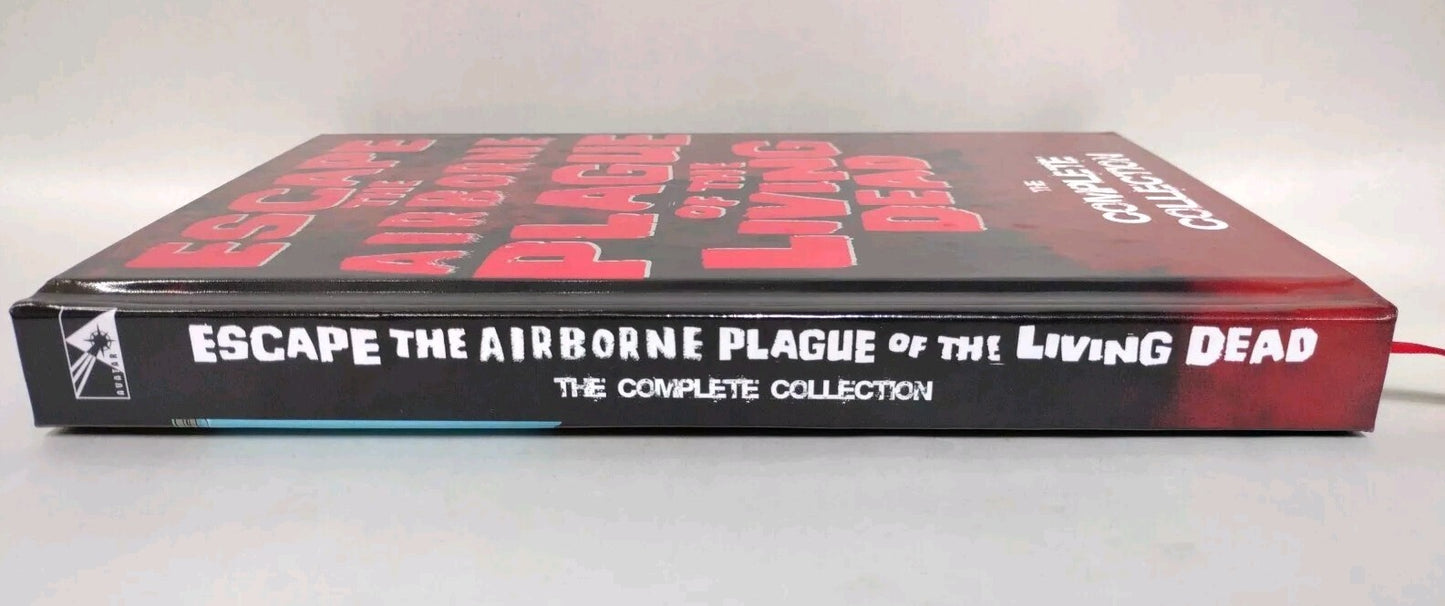 ESCAPE
THE
AIRBORNE
PLAGUE
OF THE
LIVING
DEAD
THE
COMPLETE
COLLECTION
AVATAR
ESCAPE THE AIRBORNE PLAGUE OF THE LIVING DEAD
THE COMPLETE COLLECTION